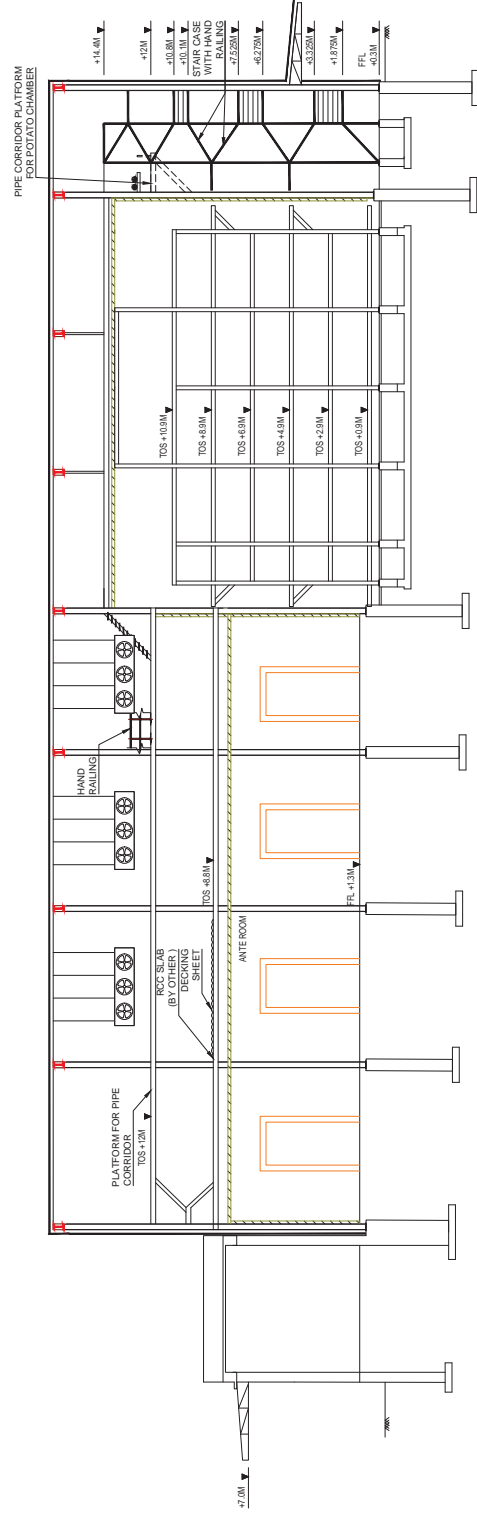 PIPE CORRIDOR PLATFORM
FOR POTATO CHAMBER
+14.4M
+12M
+10.8M
+10.1M
STAIR CASE
WITH HAND
RAILING
+7.525M
+6.275M
+3.325M
+1.875M
FFL
+0.3M
TOS +10.9M
TOS +8.9M
TOS +6.9M
TOS +4.9M
TOS +2.9M
TOS +0.9M
HAND
RAILING
TOS +8.8M
FFL +1.3M
ANTE ROOM
RCC SLAB
(BY OTHER )
DECKING
SHEET
PLATFORM FOR PIPE
CORRIDOR
TOS +12M
+7.0M